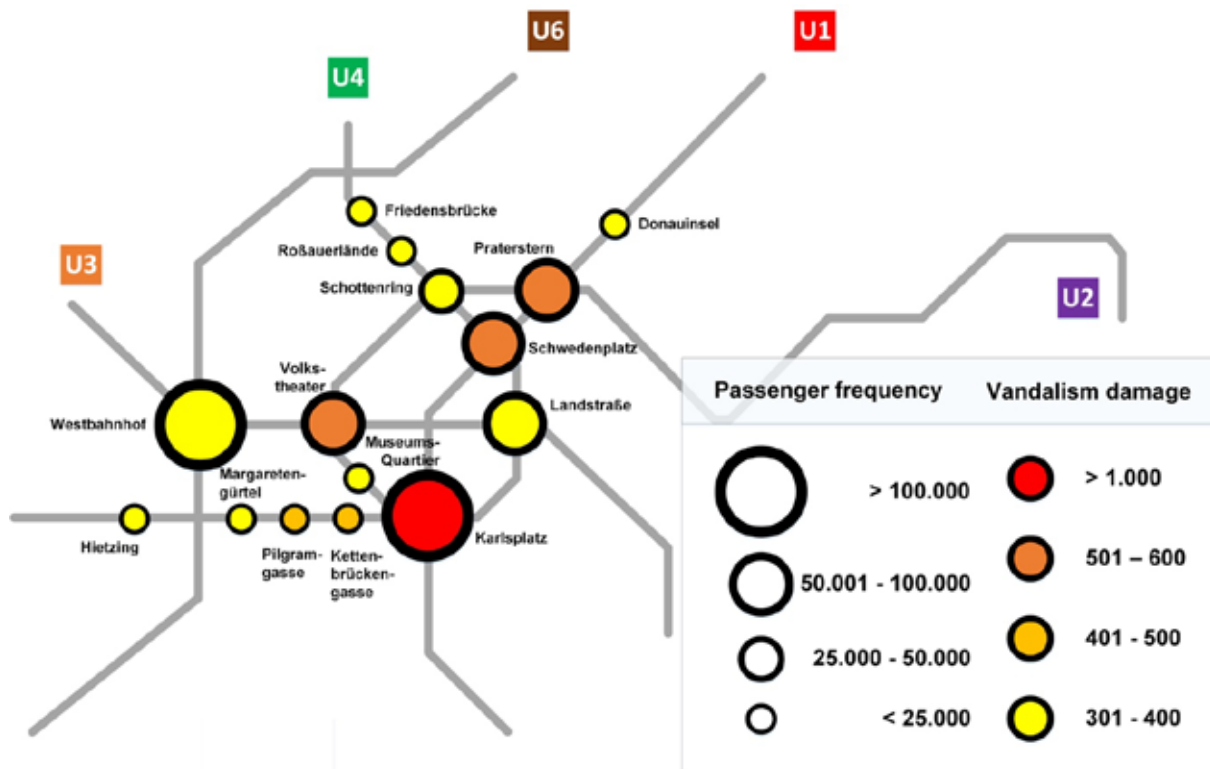 U6
U1
U4
Friedensbrücke
Donauinsel
Roßauerlände
Praterstern
U3
Schottenring
U2
Schwedenplatz
Volks-
theater
Passenger frequency
Vandalism damage
Westbahnhof
Landstraße
Museums-
Quartier
Margareten-
gürtel
> 100.000
> 1.000
Hietzing
Pilgram-
gasse
Ketten-
brücken-
gasse
Karlsplatz
50.001 - 100.000
501 – 600
25.000 - 50.000
401 - 500
< 25.000
301 - 400